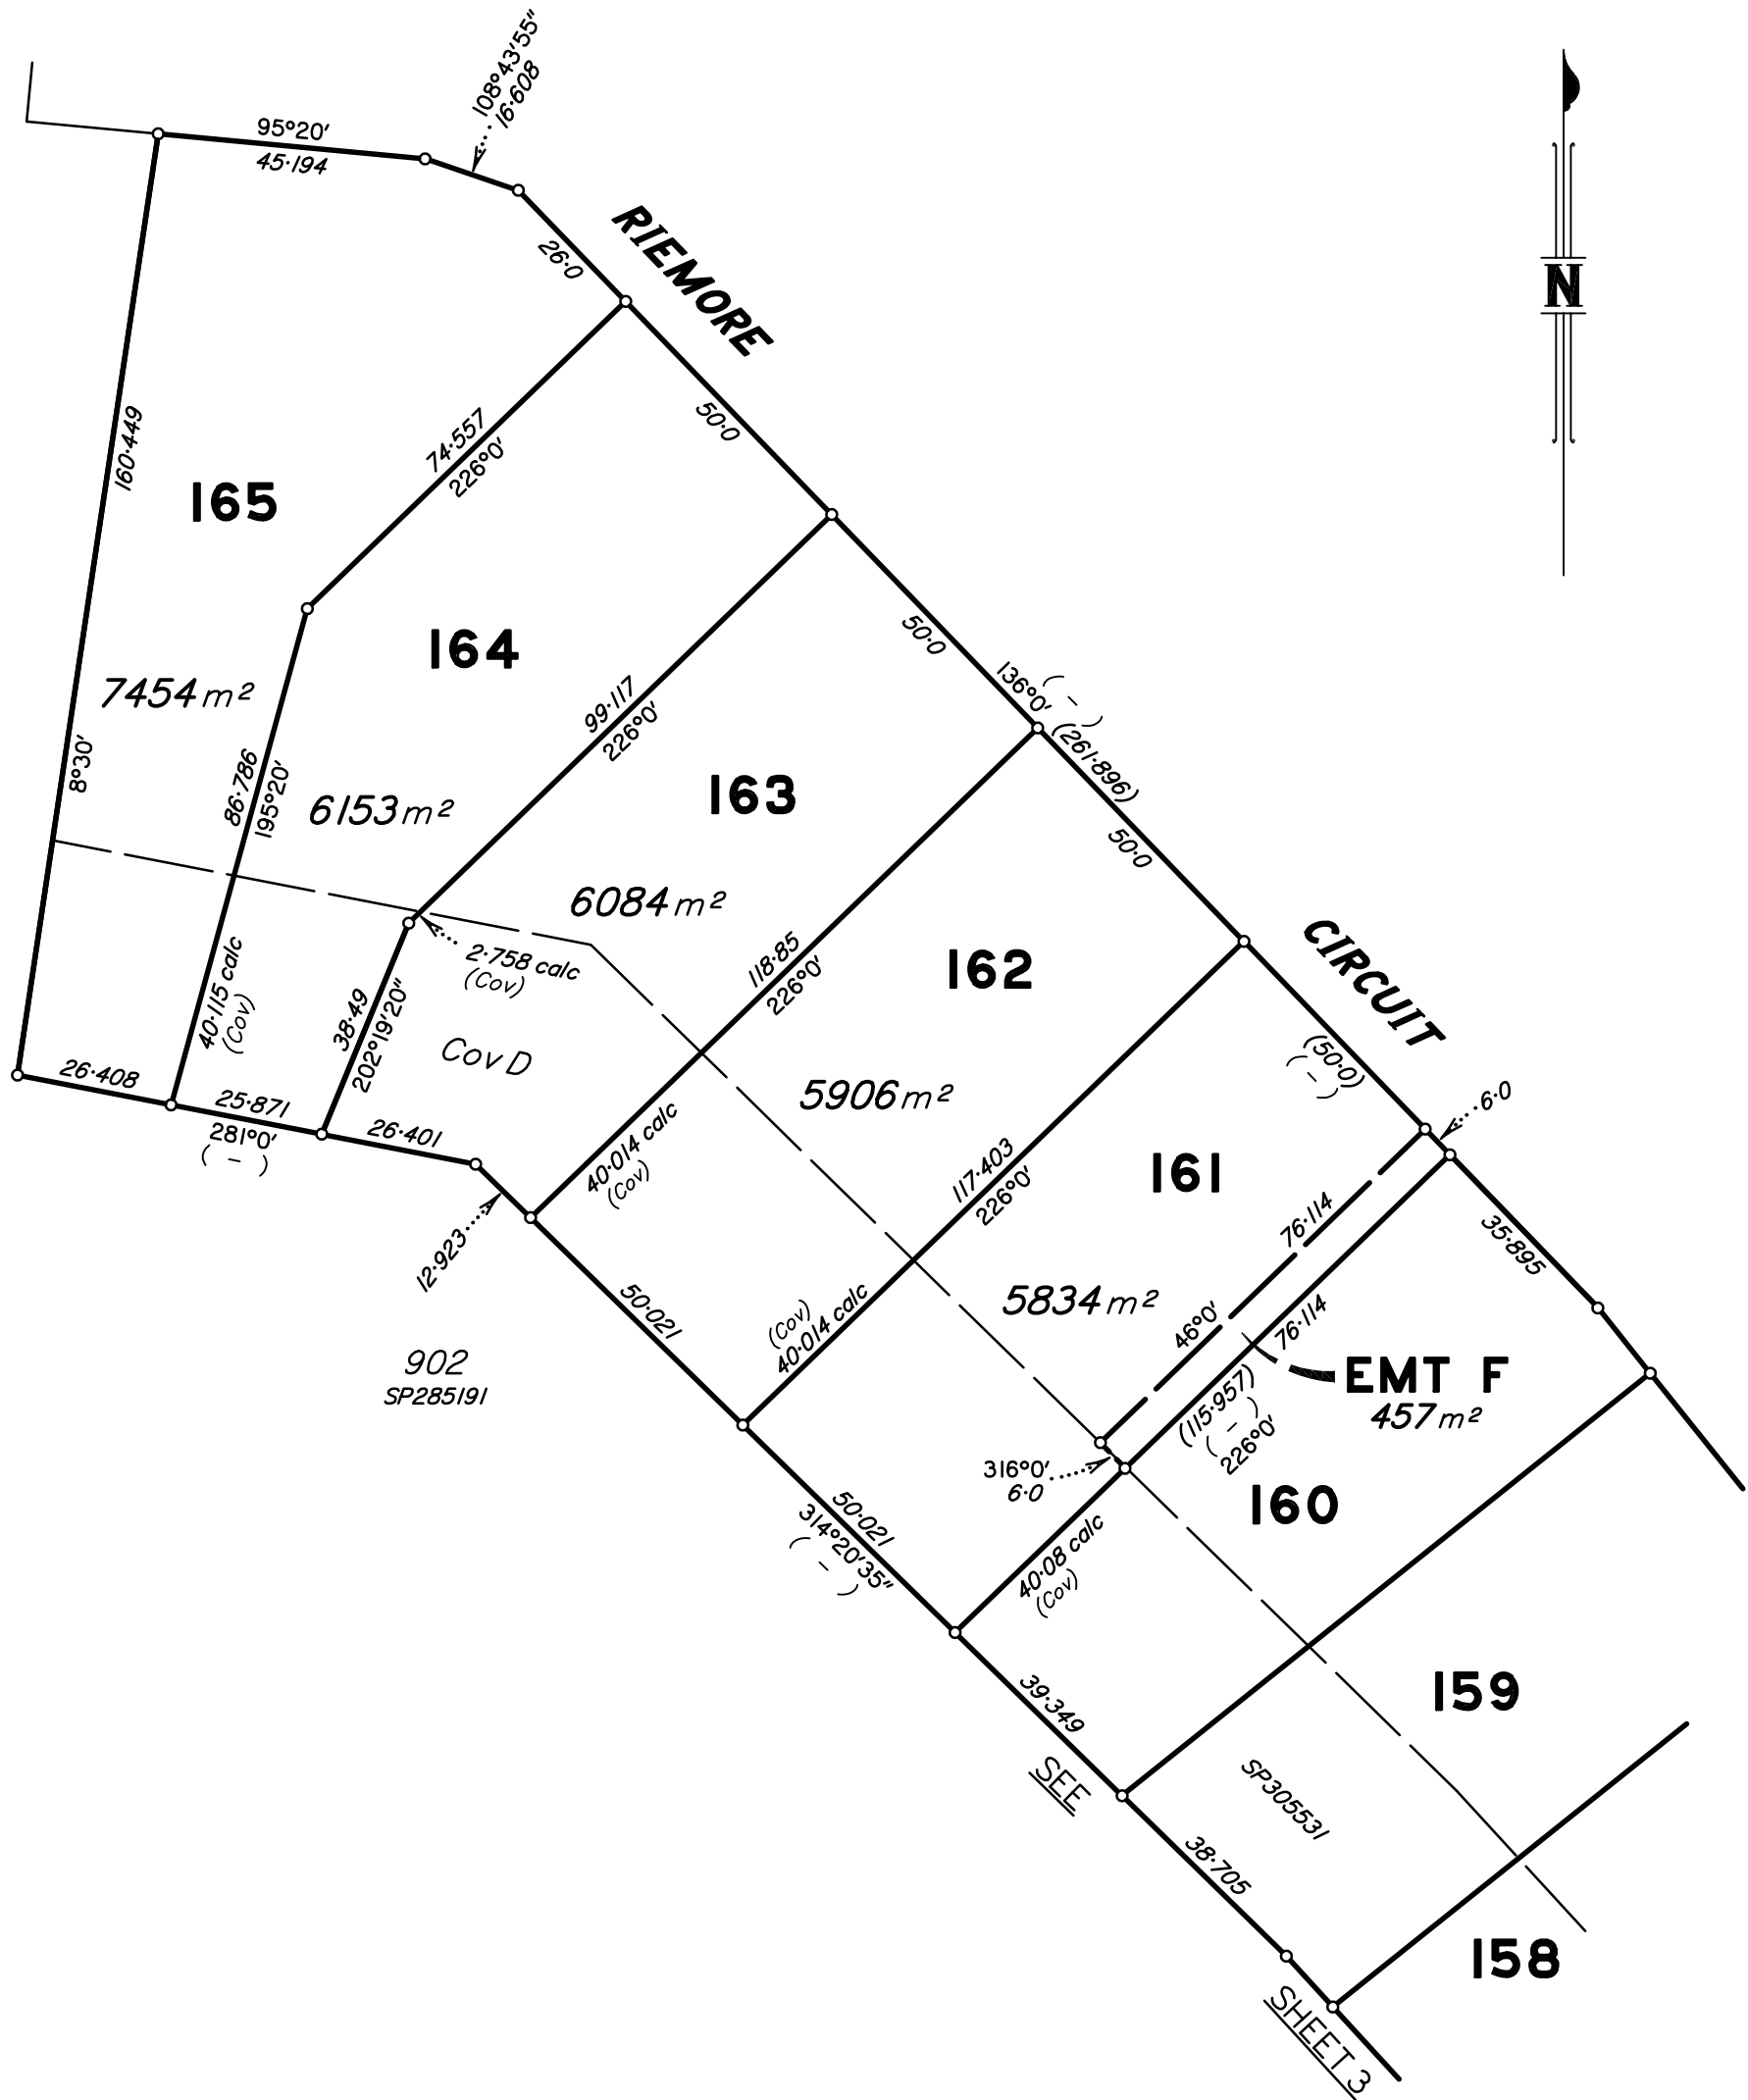 108°43'55"
16·608
95°20'
45·194
26·0
RIEMORE
N
50·0
160·449
74·557
226°0'
165
164
50·0
136°0'
( – )
(261·896)
7454 m²
99·117
226°0'
8°30'
86·786
195°20'
6153 m²
163
50·0
6084 m²
CIRCUIT
40·115 calc
(Cov)
2·758 calc
(Cov)
118·85
226°0'
162
38·49
202°19'20"
Cov D
(50·0)
( – )
6·0
26·408
25·871
281°0'
( – )
26·401
5906 m²
40·014 calc
(Cov)
117·403
226°0'
161
76·114
35·895
12·923
50·021
(Cov)
40·014 calc
5834 m²
46°0'
76·114
902
SP285191
EMT F
457 m²
(115·957)
( – )
226°0'
316°0'
6·0
50·021
314°20'35"
( – )
160
40·08 calc
(Cov)
39·349
159
SEE
SP305531
38·705
158
SHEET 3